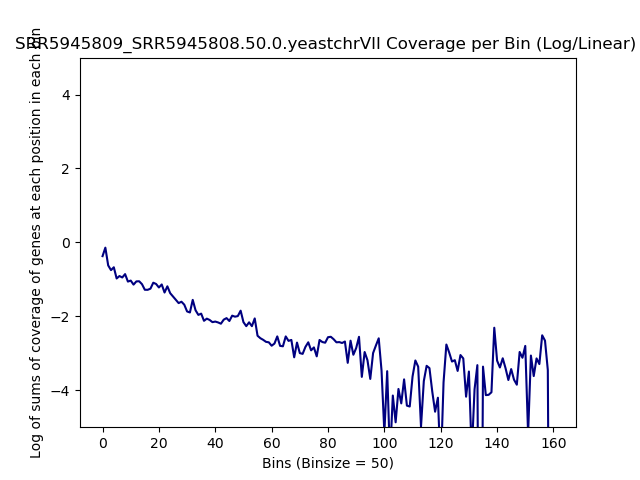 SRR5945809_SRR5945808.50.0.yeastchrVII Coverage per Bin (Log/Linear)
Log of sums of coverage of genes at each position in each bin
4
2
0
−2
−4
0 20 40 60 80 100 120 140 160
Bins (Binsize = 50)